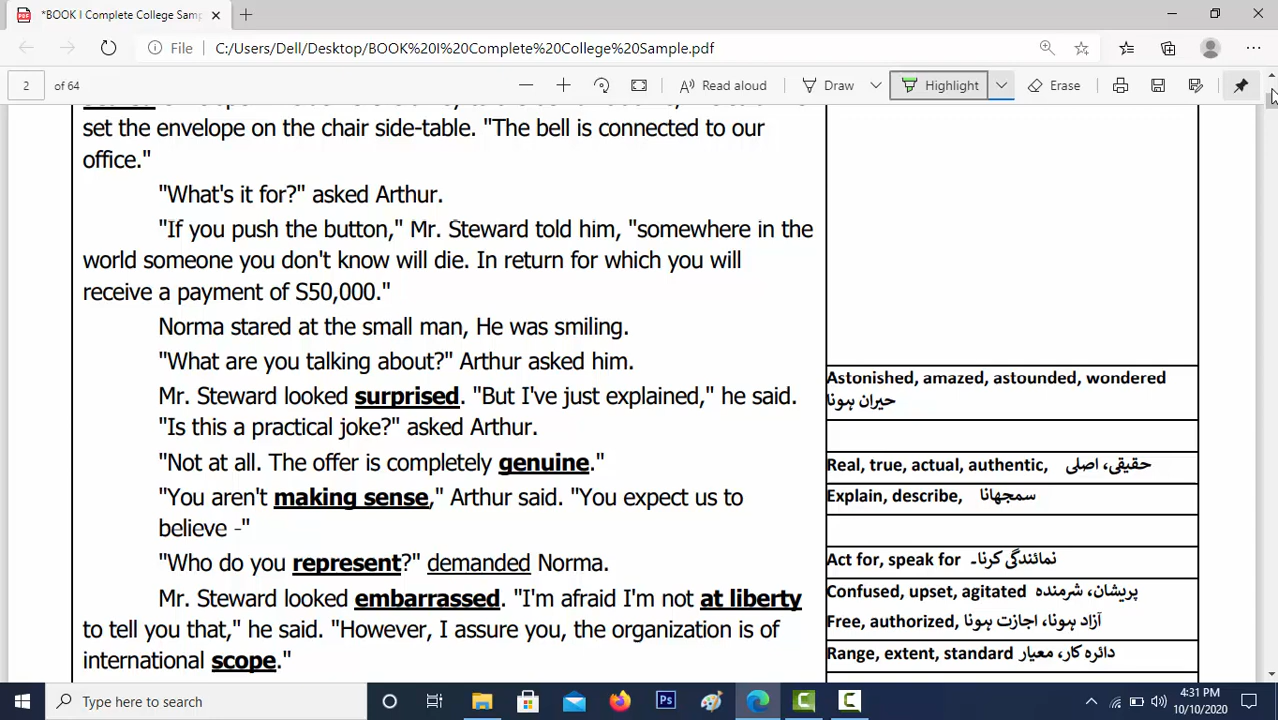 *BOOK I Complete College Samp
File
C:/Users/Dell/Desktop/BOOK%20I%20Complete%20College%20Sample.pdf
2 of 64
Read aloud
Draw
Highlight
Erase
set the envelope on the chair side-table. "The bell is connected to our
office."
"What's it for?" asked Arthur.
"If you push the button," Mr. Steward told him, "somewhere in the
world someone you don't know will die. In return for which you will
receive a payment of S50,000."
Norma stared at the small man, He was smiling.
"What are you talking about?" Arthur asked him.
Mr. Steward looked surprised. "But I've just explained," he said.
"Is this a practical joke?" asked Arthur.
"Not at all. The offer is completely genuine."
"You aren't making sense," Arthur said. "You expect us to
believe -"
"Who do you represent?" demanded Norma.
Mr. Steward looked embarrassed. "I'm afraid I'm not at liberty
to tell you that," he said. "However, I assure you, the organization is of
international scope."
Astonished, amazed, astounded, wondered
حیران ہونا
Real, true, actual, authentic, حقیقی، اصلی
Explain, describe, سمجھانا
Act for, speak for نمائندگی کرنا۔
Confused, upset, agitated پریشان، شرمندہ
Free, authorized, آزاد ہونا، اجازت ہونا
Range, extent, standard دائرہ کار، معیار
Type here to search
Ps
4:31 PM
10/10/2020